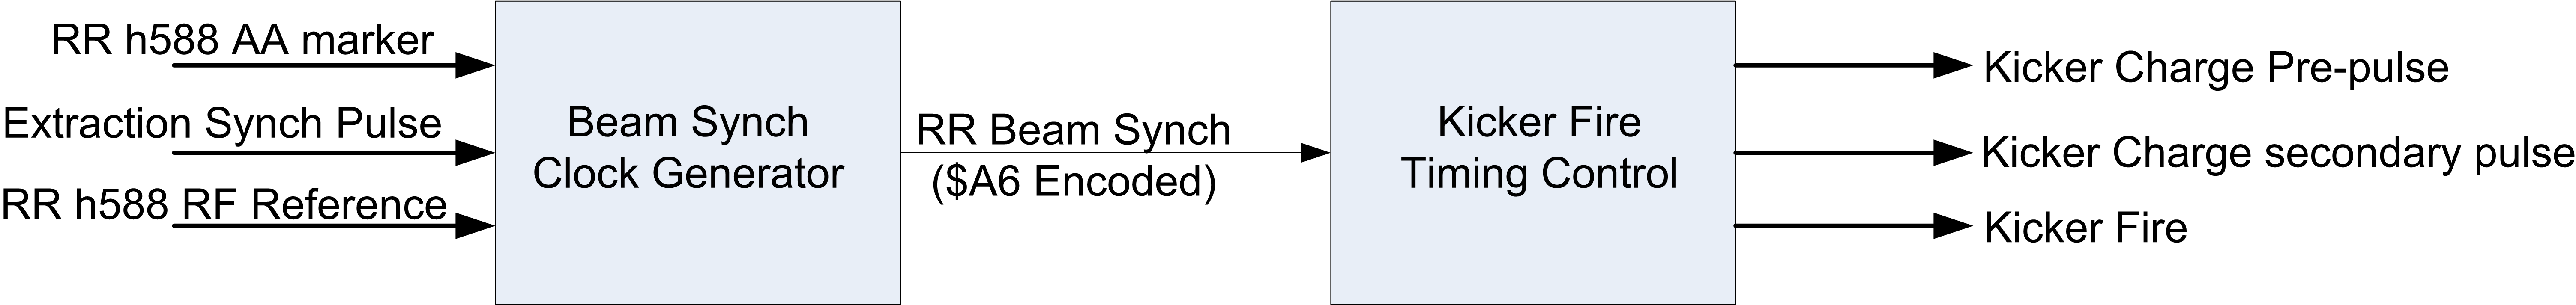 RR h588 AA marker
Extraction Synch Pulse
RR h588 RF Reference
Beam Synch
Clock Generator
RR Beam Synch
($A6 Encoded)
Kicker Fire
Timing Control
Kicker Charge Pre-pulse
Kicker Charge secondary pulse
Kicker Fire